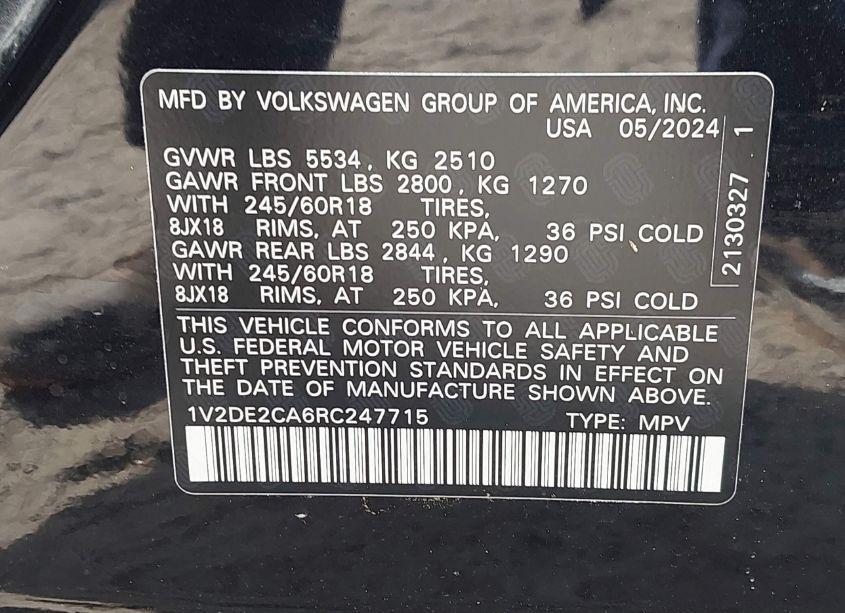 MFD BY VOLKSWAGEN GROUP OF AMERICA, INC.
USA 05/2024
GVWR LBS 5534, KG 2510
GAWR FRONT LBS 2800, KG 1270
WITH 245/60R18 TIRES,
8JX18 RIMS, AT 250 KPA, 36 PSI COLD
GAWR REAR LBS 2844, KG 1290
WITH 245/60R18 TIRES,
8JX18 RIMS, AT 250 KPA, 36 PSI COLD
THIS VEHICLE CONFORMS TO ALL APPLICABLE
U.S. FEDERAL MOTOR VEHICLE SAFETY AND
THEFT PREVENTION STANDARDS IN EFFECT ON
THE DATE OF MANUFACTURE SHOWN ABOVE.
1V2DE2CA6RC247715 TYPE: MPV
2130327 1